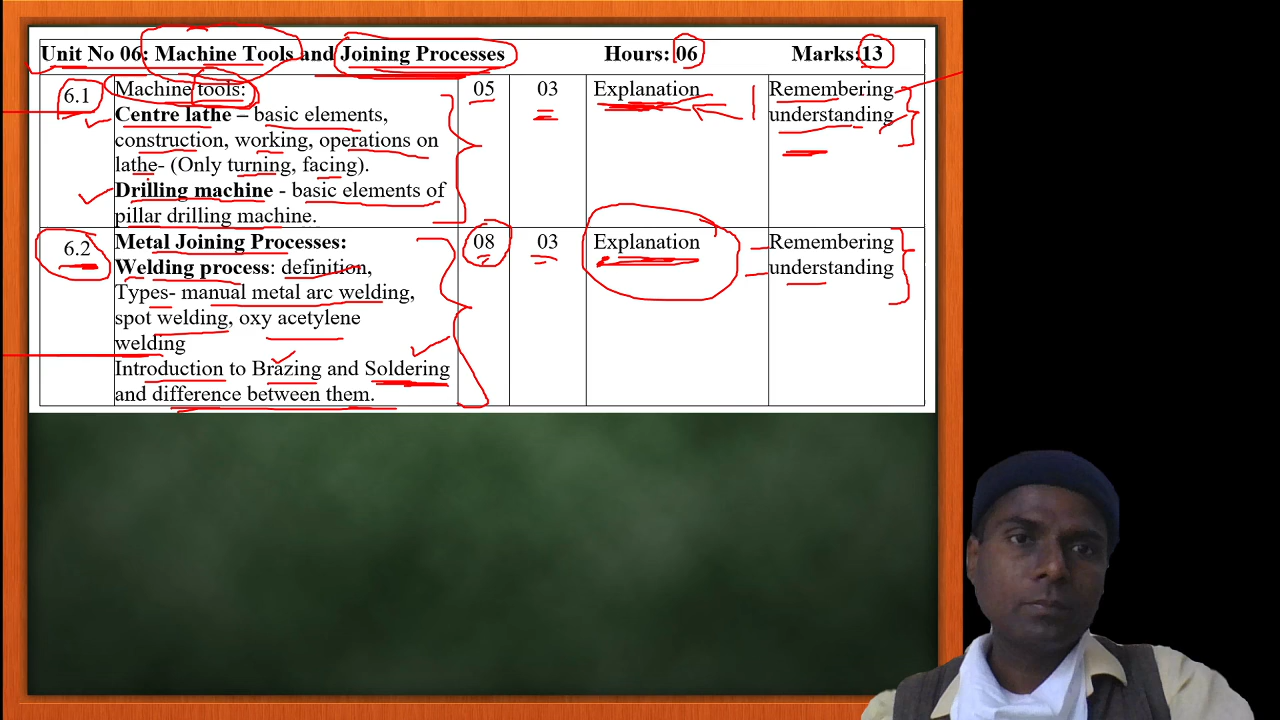 Unit No 06: Machine Tools and Joining Processes Hours: 06 Marks:13
6.1 Machine tools: 05 03 Explanation Remembering
Centre lathe – basic elements, understanding
construction, working, operations on
lathe- (Only turning, facing).
Drilling machine - basic elements of
pillar drilling machine.
6.2 Metal Joining Processes: 08 03 Explanation Remembering
Welding process: definition, understanding
Types- manual metal arc welding,
spot welding, oxy acetylene
welding
Introduction to Brazing and Soldering
and difference between them.